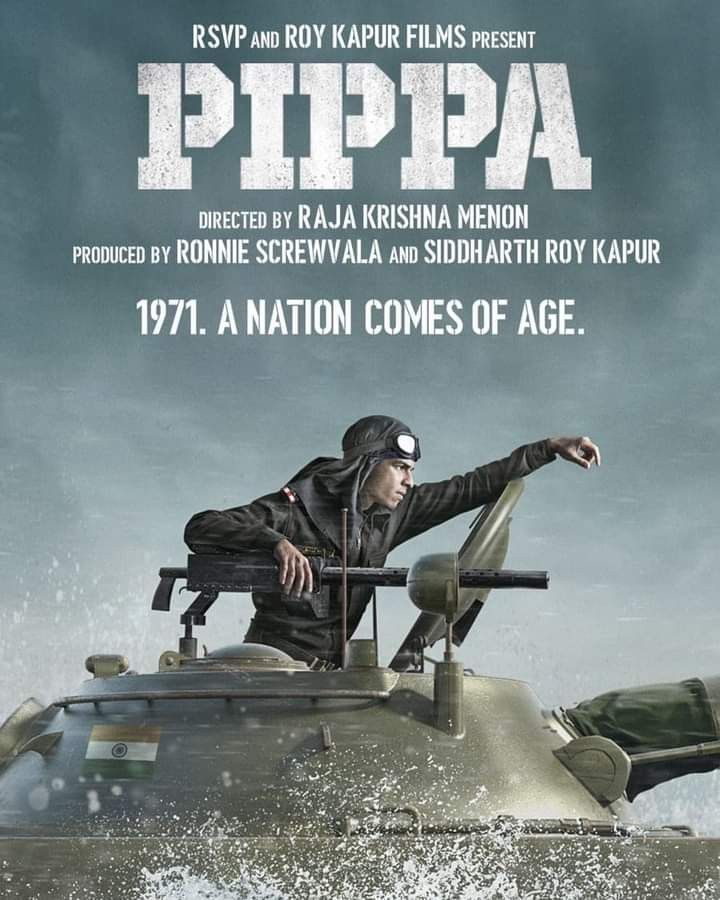 RSVP AND ROY KAPUR FILMS PRESENT
PIPPA
DIRECTED BY RAJA KRISHNA MENON
PRODUCED BY RONNIE SCREWVALA AND SIDDHARTH ROY KAPUR
1971. A NATION COMES OF AGE.